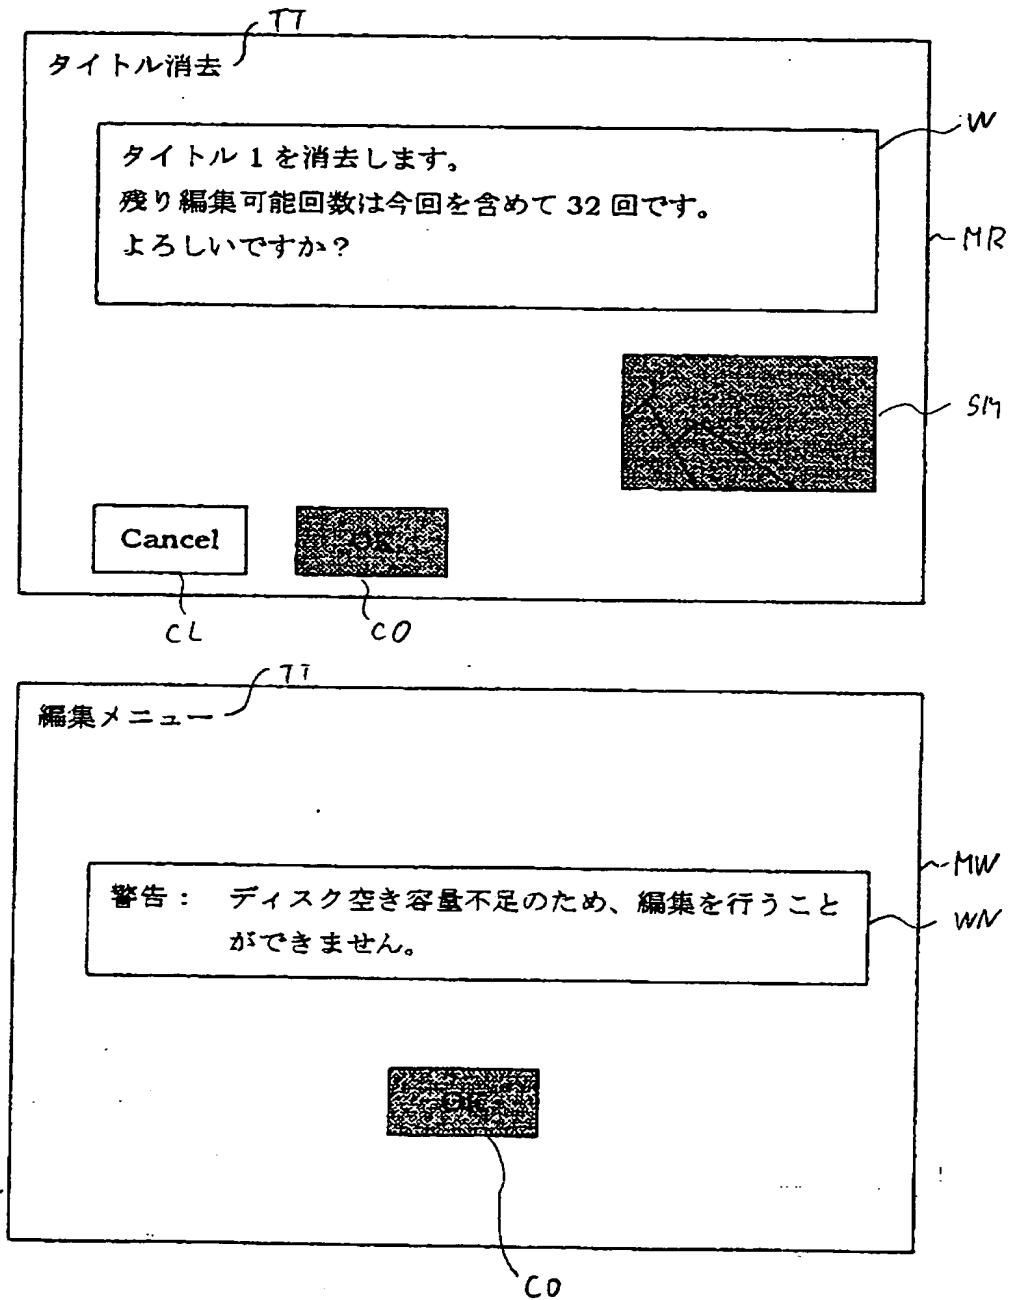 TT
タイトル消去
W
タイトル 1 を消去します。
残り編集可能回数は今回を含めて 32 回です。
よろしいですか？
MR
SM
Cancel
OK
CL
CO
TT
編集メニュー
MW
警告： ディスク空き容量不足のため、編集を行うこと
ができません。
WN
OK
CO